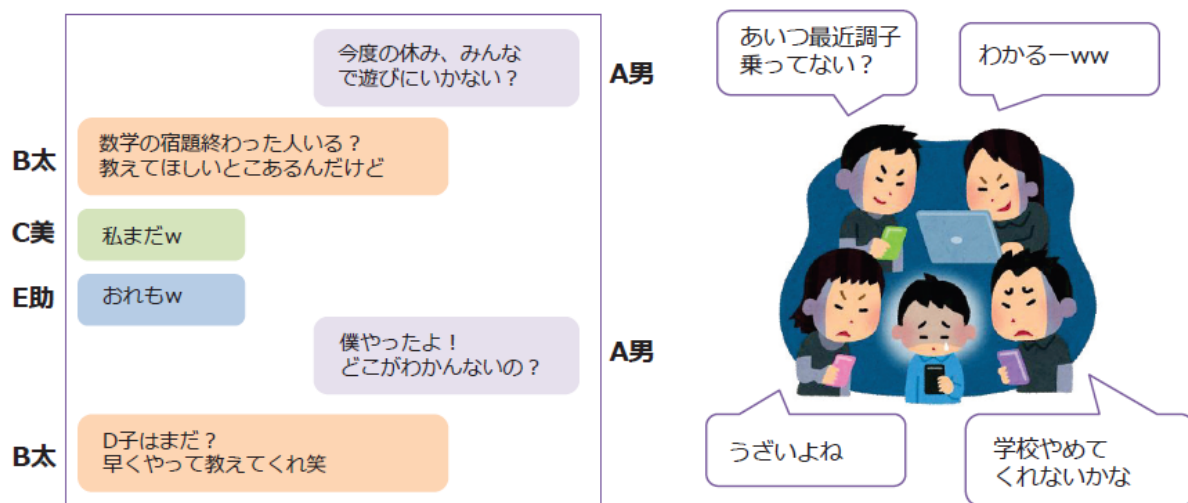 今度の休み、みんな
で遊びにいかない？
A男
B太
数学の宿題終わった人いる？
教えてほしいとこあるんだけど
C美
私まだw
E助
おれもw
僕やったよ！
どこがわかんないの？
A男
B太
D子はまだ？
早くやって教えてくれ笑
あいつ最近調子
乗ってない？
わかるーww
うざいよね
学校やめて
くれないかな